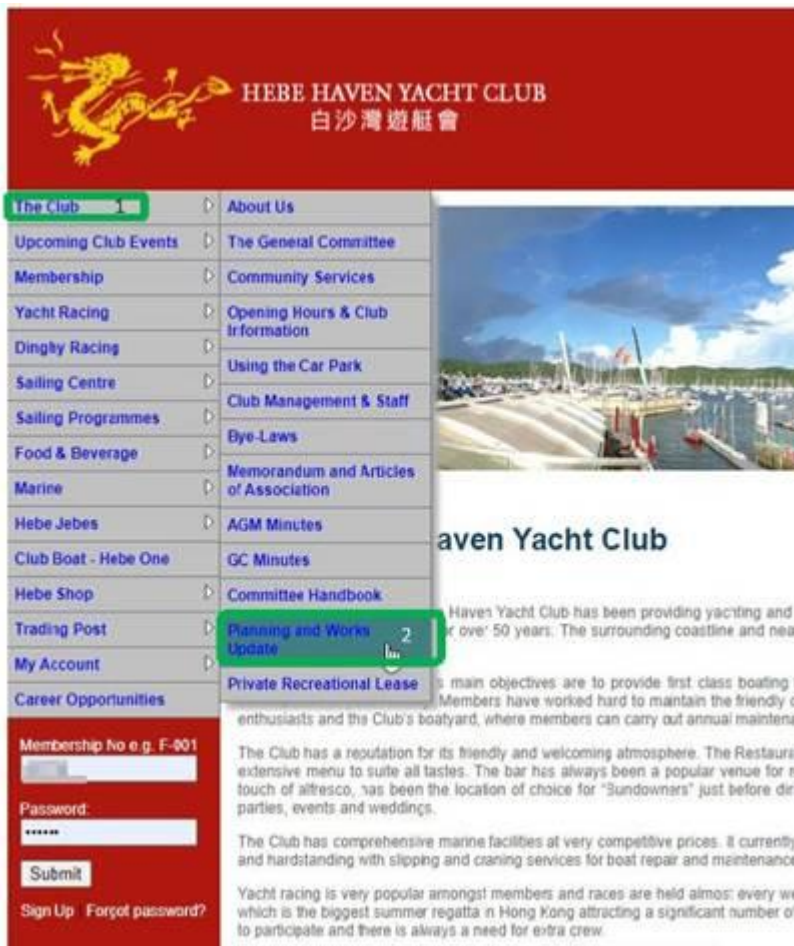 HEBE HAVEN YACHT CLUB
白沙灣遊艇會
The Club 1
Upcoming Club Events
Membership
Yacht Racing
Dinghy Racing
Sailing Centre
Sailing Programmes
Food & Beverage
Marine
Hebe Jebes
Club Boat - Hebe One
Hebe Shop
Trading Post
My Account
Career Opportunities
About Us
The General Committee
Community Services
Opening Hours & Club
Information
Using the Car Park
Club Management & Staff
Bye-Laws
Memorandum and Articles
of Association
AGM Minutes
GC Minutes
Committee Handbook
Planning and Works 2
Update
Private Recreational Lease
Membership No e.g. F-001
Password:
••••••
Submit
Sign Up Forgot password?
aven Yacht Club
Haven Yacht Club has been providing yachting and
r over 50 years. The surrounding coastline and nea
s main objectives are to provide first class boating
Members have worked hard to maintain the friendly
enthusiasts and the Club's boatyard, where members can carry out annual maintena
The Club has a reputation for its friendly and welcoming atmosphere. The Restaura
extensive menu to suite all tastes. The bar has always been a popular venue for
touch of alfresco, has been the location of choice for "Sundowners" just before
parties, events and weddings.
The Club has comprehensive marine facilities at very competitive prices. It currently
and hardstanding with slipping and craning services for boat repair and maintenance
Yacht racing is very popular amongst members and races are held almost every we
which is the biggest summer regatta in Hong Kong attracting a significant number of
to participate and there is always a need for extra crew.